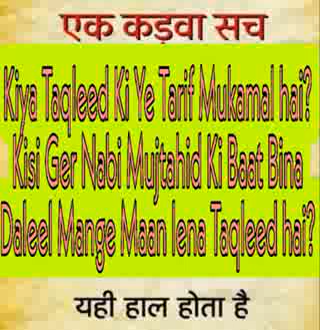 एक कड़वा सच
Kiya Taqleed Ki Ye Tarif Mukamal hai?
Kisi Ger Nabi Mujtahid Ki Baat Bina
Daleel Mange Maan lena Taqleed hai?
यही हाल होता है